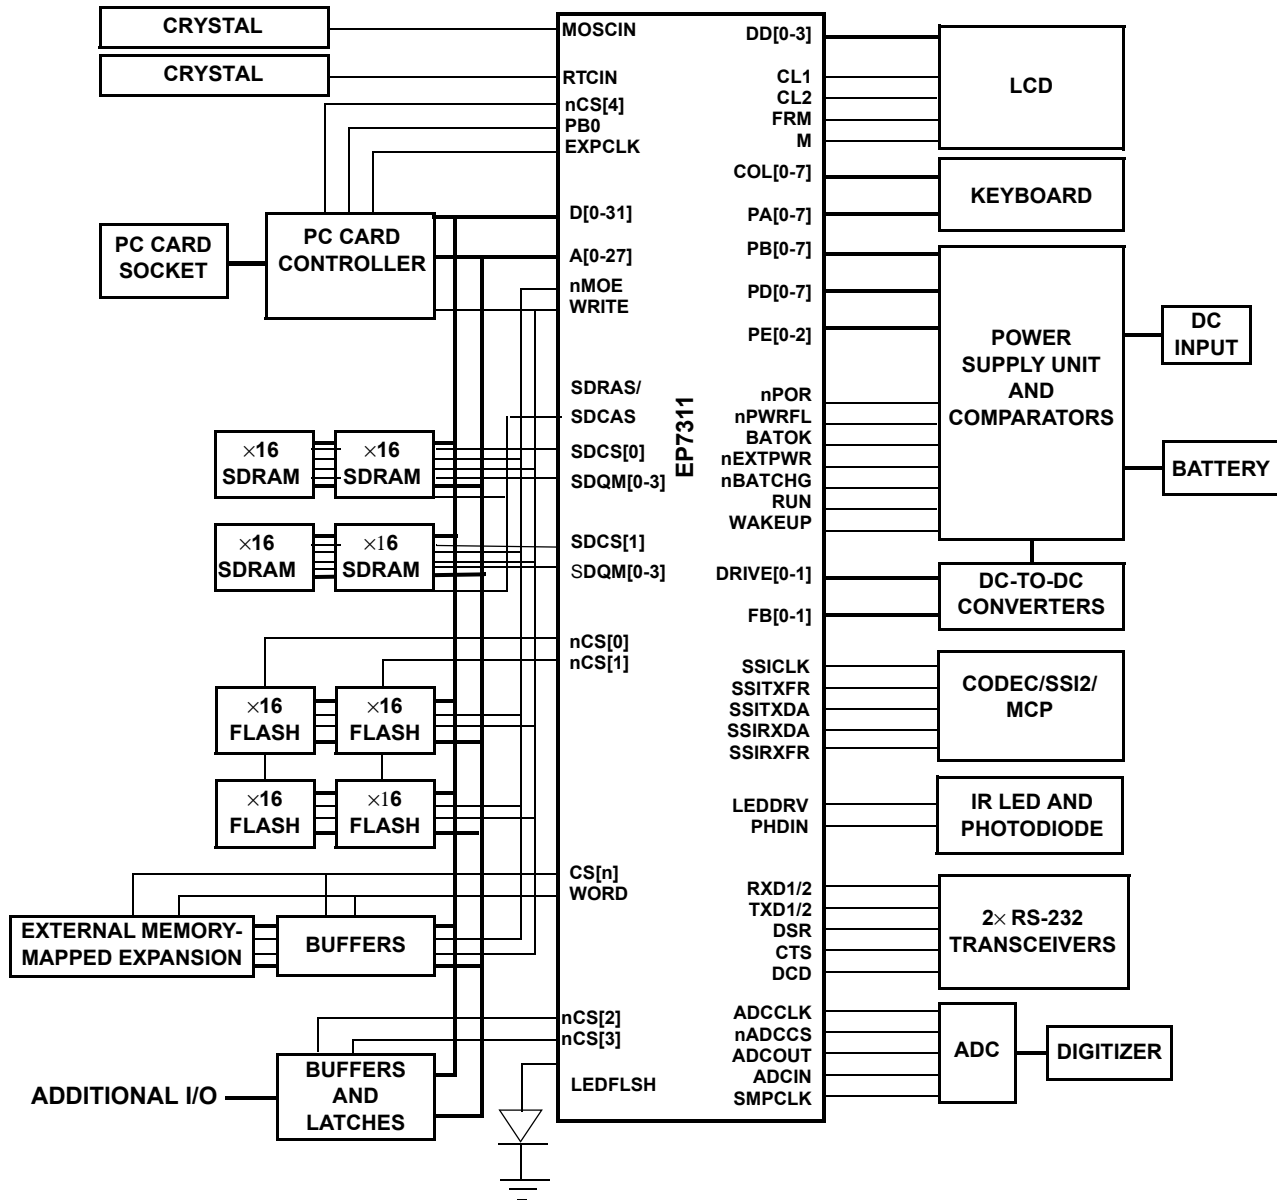 CRYSTAL
CRYSTAL
PC CARD
SOCKET
PC CARD
CONTROLLER
×16
SDRAM
×16
SDRAM
×16
SDRAM
×16
SDRAM
×16
FLASH
×16
FLASH
×16
FLASH
×16
FLASH
EXTERNAL MEMORY-
MAPPED EXPANSION
BUFFERS
ADDITIONAL I/O
BUFFERS
AND
LATCHES
MOSCIN
RTCIN
nCS[4]
PB0
EXPCLK
D[0-31]
A[0-27]
nMOE
WRITE
SDRAS/
SDCAS
SDCS[0]
SDQM[0-3]
SDCS[1]
SDQM[0-3]
nCS[0]
nCS[1]
CS[n]
WORD
nCS[2]
nCS[3]
LEDFLSH
EP7311
DD[0-3]
CL1
CL2
FRM
M
COL[0-7]
PA[0-7]
PB[0-7]
PD[0-7]
PE[0-2]
nPOR
nPWRFL
BATOK
nEXTPWR
nBATCHG
RUN
WAKEUP
DRIVE[0-1]
FB[0-1]
SSICLK
SSITXFR
SSITXDA
SSIRXDA
SSIRXFR
LEDDRV
PHDIN
RXD1/2
TXD1/2
DSR
CTS
DCD
ADCCLK
nADCCS
ADCOUT
ADCIN
SMPCLK
LCD
KEYBOARD
POWER
SUPPLY UNIT
AND
COMPARATORS
DC
INPUT
BATTERY
DC-TO-DC
CONVERTERS
CODEC/SSI2/
MCP
IR LED AND
PHOTODIODE
2× RS-232
TRANSCEIVERS
ADC
DIGITIZER